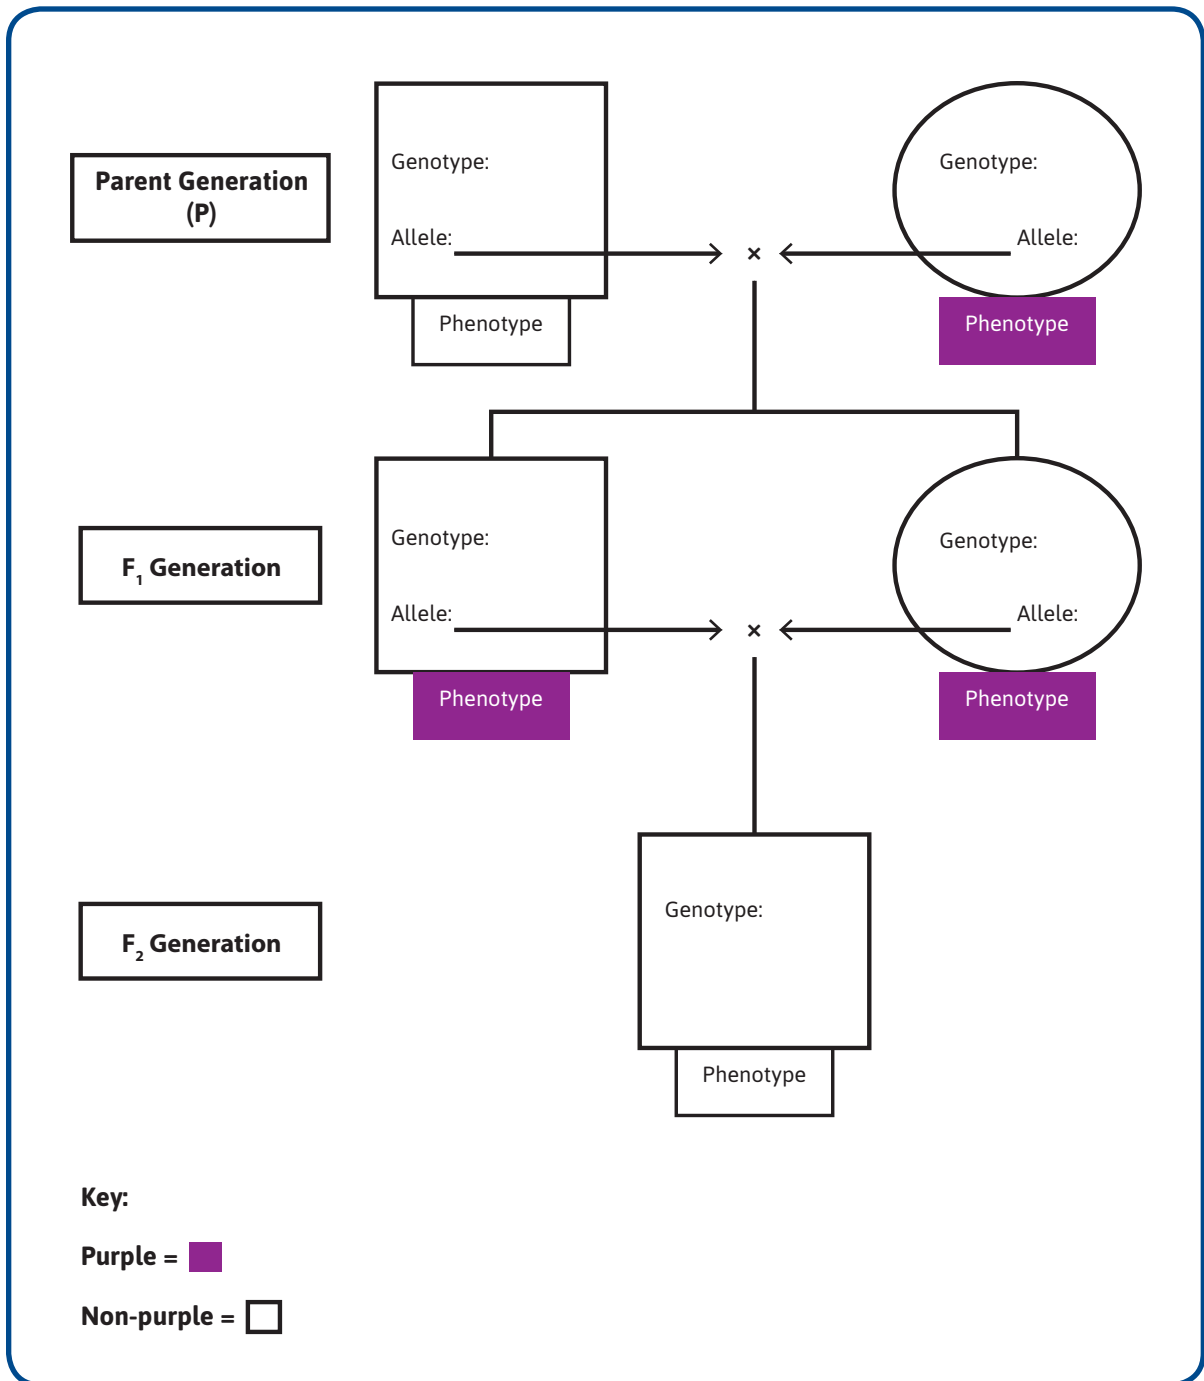 Parent Generation
(P)
Genotype:
Genotype:
Allele:
×
Allele:
Phenotype
Phenotype
F₁ Generation
Genotype:
Genotype:
Allele:
×
Allele:
Phenotype
Phenotype
F₂ Generation
Genotype:
Phenotype
Key:
Purple =
Non-purple =